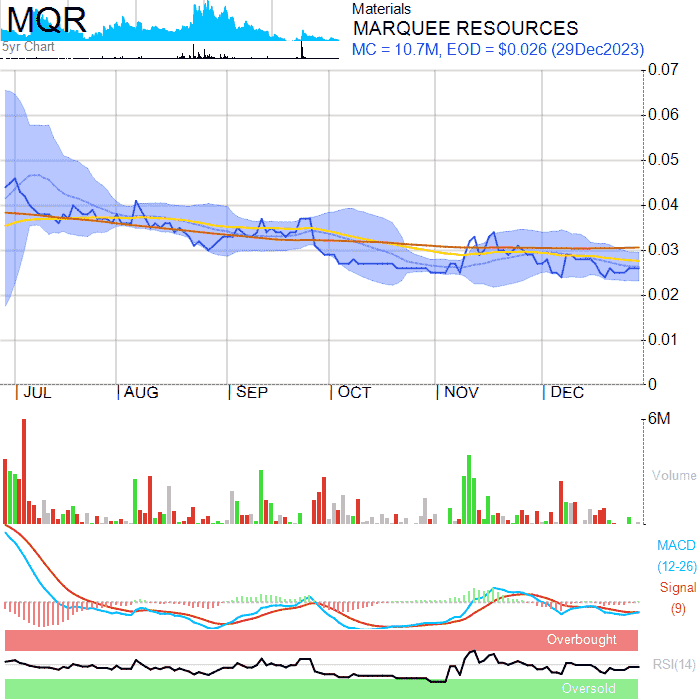 MQR
5yr Chart
Materials
MARQUEE RESOURCES
MC = 10.7M, EOD = $0.026 (29Dec2023)
0.07
0.06
0.05
0.04
0.03
0.02
0.01
0
JUL AUG SEP OCT NOV DEC
6M
Volume
MACD
(12-26)
Signal
(9)
Overbought
RSI(14)
Oversold